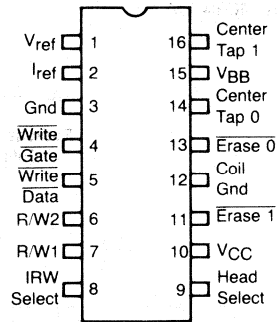 Vref 1 16 Center Tap 1
Iref 2 15 VBB
Gnd 3 14 Center Tap 0
Write Gate 4 13 Erase 0
Write Data 5 12 Coil Gnd
R/W2 6 11 Erase 1
R/W1 7 10 VCC
IRW Select 8 9 Head Select